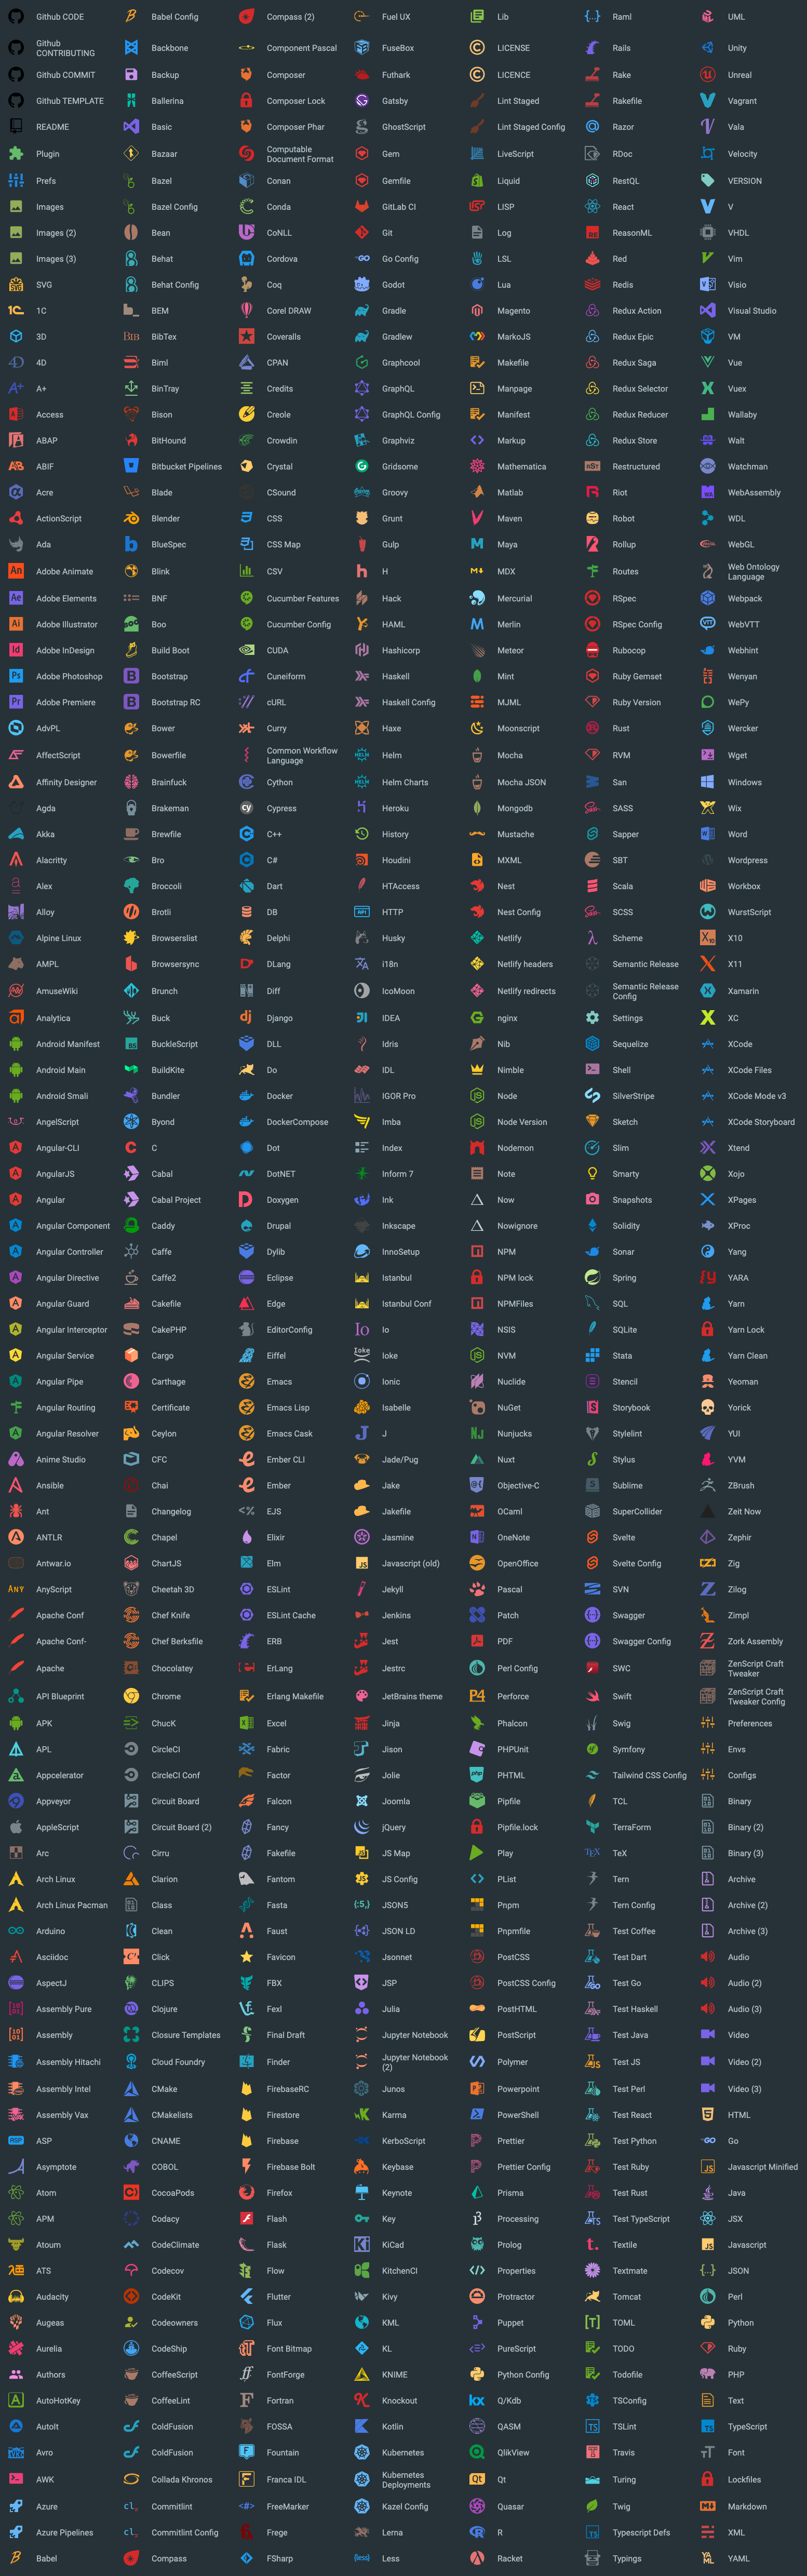 Github CODE
Github
CONTRIBUTING
Github COMMIT
Github TEMPLATE
README
Plugin
Prefs
Images
Images (2)
Images (3)
SVG
1C
3D
4D
A+
Access
ABAP
ABIF
Acre
ActionScript
Ada
Adobe Animate
Adobe Elements
Adobe Illustrator
Adobe InDesign
Adobe Photoshop
Adobe Premiere
AdvPL
AffectScript
Affinity Designer
Agda
Akka
Alacritty
Alex
Alloy
Alpine Linux
AMPL
AmuseWiki
Analytica
Android Manifest
Android Main
Android Smali
AngelScript
Angular-CLI
AngularJS
Angular
Angular Component
Angular Controller
Angular Directive
Angular Guard
Angular Interceptor
Angular Service
Angular Pipe
Angular Routing
Angular Resolver
Anime Studio
Ansible
Ant
ANTLR
Antwar.io
AnyScript
Apache Conf
Apache Conf-
Apache
API Blueprint
APK
APL
Appcelerator
Appveyor
AppleScript
Arc
Arch Linux
Arch Linux Pacman
Arduino
Asciidoc
AspectJ
Assembly Pure
Assembly
Assembly Hitachi
Assembly Intel
Assembly Vax
ASP
Asymptote
Atom
APM
Atoum
ATS
Audacity
Augeas
Aurelia
Authors
AutoHotKey
AutoIt
Avro
AWK
Azure
Azure Pipelines
Babel
Babel Config
Backbone
Backup
Ballerina
Basic
Bazaar
Bazel
Bazel Config
Bean
Behat
Behat Config
BEM
BibTex
Biml
BinTray
Bison
BitHound
Bitbucket Pipelines
Blade
Blender
BlueSpec
Blink
BNF
Boo
Build Boot
Bootstrap
Bootstrap RC
Bower
Bowerfile
Brainfuck
Brakeman
Brewfile
Bro
Broccoli
Brotli
Browserslist
Browsersync
Brunch
Buck
BuckleScript
BuildKite
Bundler
Byond
C
Cabal
Cabal Project
Caddy
Caffe
Caffe2
Cakefile
CakePHP
Cargo
Carthage
Certificate
Ceylon
CFC
Chai
Changelog
Chapel
ChartJS
Cheetah 3D
Chef Knife
Chef Berksfile
Chocolatey
Chrome
ChucK
CircleCI
CircleCI Conf
Circuit Board
Circuit Board (2)
Cirru
Clarion
Class
Clean
Click
CLIPS
Clojure
Closure Templates
Cloud Foundry
CMake
CMakelists
CNAME
COBOL
CocoaPods
Codacy
CodeClimate
Codecov
CodeKit
Codeowners
CodeShip
CoffeeScript
CoffeeLint
ColdFusion
ColdFusion
Collada Khronos
Commitlint
Commitlint Config
Compass
Compass (2)
Component Pascal
Composer
Composer Lock
Composer Phar
Computable
Document Format
Conan
Conda
CoNLL
Cordova
Coq
Corel DRAW
Coveralls
CPAN
Credits
Creole
Crowdin
Crystal
CSound
CSS
CSS Map
CSV
Cucumber Features
Cucumber Config
CUDA
Cuneiform
cURL
Curry
Common Workflow
Language
Cython
Cypress
C++
C#
Dart
DB
Delphi
DLang
Diff
Django
DLL
Do
Docker
DockerCompose
Dot
DotNET
Doxygen
Drupal
Dylib
Eclipse
Edge
EditorConfig
Eiffel
Emacs
Emacs Lisp
Emacs Cask
Ember CLI
Ember
EJS
Elixir
Elm
ESLint
ESLint Cache
ERB
ErLang
Erlang Makefile
Excel
Fabric
Factor
Falcon
Fancy
Fakefile
Fantom
Fasta
Faust
Favicon
FBX
Fexl
Final Draft
Finder
FirebaseRC
Firestore
Firebase
Firebase Bolt
Firefox
Flash
Flask
Flow
Flutter
Flux
Font Bitmap
FontForge
Fortran
FOSSA
Fountain
Franca IDL
FreeMarker
Frege
FSharp
Fuel UX
FuseBox
Futhark
Gatsby
GhostScript
Gem
Gemfile
GitLab CI
Git
Go Config
Godot
Gradle
Gradlew
Graphcool
GraphQL
GraphQL Config
Graphviz
Gridsome
Groovy
Grunt
Gulp
H
Hack
HAML
Hashicorp
Haskell
Haskell Config
Haxe
Helm
Helm Charts
Heroku
History
Houdini
HTAccess
HTTP
Husky
i18n
IcoMoon
IDEA
Idris
IDL
IGOR Pro
Imba
Index
Inform 7
Ink
Inkscape
InnoSetup
Istanbul
Istanbul Conf
Io
Ioke
Ionic
Isabelle
J
Jade/Pug
Jake
Jakefile
Jasmine
Javascript (old)
Jekyll
Jenkins
Jest
Jestrc
JetBrains theme
Jinja
Jison
Jolie
Joomla
jQuery
JS Map
JS Config
JSON5
JSON LD
Jsonnet
JSP
Julia
Jupyter Notebook
Jupyter Notebook
(2)
Junos
Karma
KerboScript
Keybase
Keynote
Key
KiCad
KitchenCI
Kivy
KML
KL
KNIME
Knockout
Kotlin
Kubernetes
Kubernetes
Deployments
Kazel Config
Lerna
Less
Lib
LICENSE
LICENCE
Lint Staged
Lint Staged Config
LiveScript
Liquid
LISP
Log
LSL
Lua
Magento
MarkoJS
Makefile
Manpage
Manifest
Markup
Mathematica
Matlab
Maven
Maya
MDX
Mercurial
Merlin
Meteor
Mint
MJML
Moonscript
Mocha
Mocha JSON
Mongodb
Mustache
MXML
Nest
Nest Config
Netlify
Netlify headers
Netlify redirects
nginx
Nib
Nimble
Node
Node Version
Nodemon
Note
Now
Nowignore
NPM
NPM lock
NPMFiles
NSIS
NVM
Nuclide
NuGet
Nunjucks
Nuxt
Objective-C
OCaml
OneNote
OpenOffice
Pascal
Patch
PDF
Perl Config
Perforce
Phalcon
PHPUnit
PHTML
Pipfile
Pipfile.lock
Play
PList
Pnpm
Pnpmfile
PostCSS
PostCSS Config
PostHTML
PostScript
Polymer
Powerpoint
PowerShell
Prettier
Prettier Config
Prisma
Processing
Prolog
Properties
Protractor
Puppet
PureScript
Python Config
Q/Kdb
QASM
QlikView
Qt
Quasar
R
Racket
Raml
Rails
Rake
Rakefile
Razor
RDoc
RestQL
React
ReasonML
Red
Redis
Redux Action
Redux Epic
Redux Saga
Redux Selector
Redux Reducer
Redux Store
Restructured
Riot
Robot
Rollup
Routes
RSpec
RSpec Config
Rubocop
Ruby Gemset
Ruby Version
Rust
RVM
San
SASS
Sapper
SBT
Scala
SCSS
Scheme
Semantic Release
Semantic Release
Config
Settings
Sequelize
Shell
SilverStripe
Sketch
Slim
Smarty
Snapshots
Solidity
Sonar
Spring
SQL
SQLite
Stata
Stencil
Storybook
Stylelint
Stylus
Sublime
SuperCollider
Svelte
Svelte Config
SVN
Swagger
Swagger Config
SWC
Swift
Swig
Symfony
Tailwind CSS Config
TCL
TerraForm
TeX
Tern
Tern Config
Test Coffee
Test Dart
Test Go
Test Haskell
Test Java
Test JS
Test Perl
Test React
Test Python
Test Ruby
Test Rust
Test TypeScript
Textile
Textmate
Tomcat
TOML
TODO
Todofile
TSConfig
TSLint
Travis
Turing
Twig
Typescript Defs
Typings
UML
Unity
Unreal
Vagrant
Vala
Velocity
VERSION
V
VHDL
Vim
Visio
Visual Studio
VM
Vue
Vuex
Wallaby
Walt
Watchman
WebAssembly
WDL
WebGL
Web Ontology
Language
Webpack
WebVTT
Webhint
Wenyan
WePy
Wercker
Wget
Windows
Wix
Word
Wordpress
Workbox
WurstScript
X10
X11
Xamarin
XC
XCode
XCode Files
XCode Mode v3
XCode Storyboard
Xtend
Xojo
XPages
XProc
Yang
YARA
Yarn
Yarn Lock
Yarn Clean
Yeoman
Yorick
YUI
YVM
ZBrush
Zeit Now
Zephir
Zig
Zilog
Zimpl
Zork Assembly
ZenScript Craft
Tweaker
ZenScript Craft
Tweaker Config
Preferences
Envs
Configs
Binary
Binary (2)
Binary (3)
Archive
Archive (2)
Archive (3)
Audio
Audio (2)
Audio (3)
Video
Video (2)
Video (3)
HTML
Go
Javascript Minified
Java
JSX
Javascript
JSON
Perl
Python
Ruby
PHP
Text
TypeScript
Font
Lockfiles
Markdown
XML
YAML